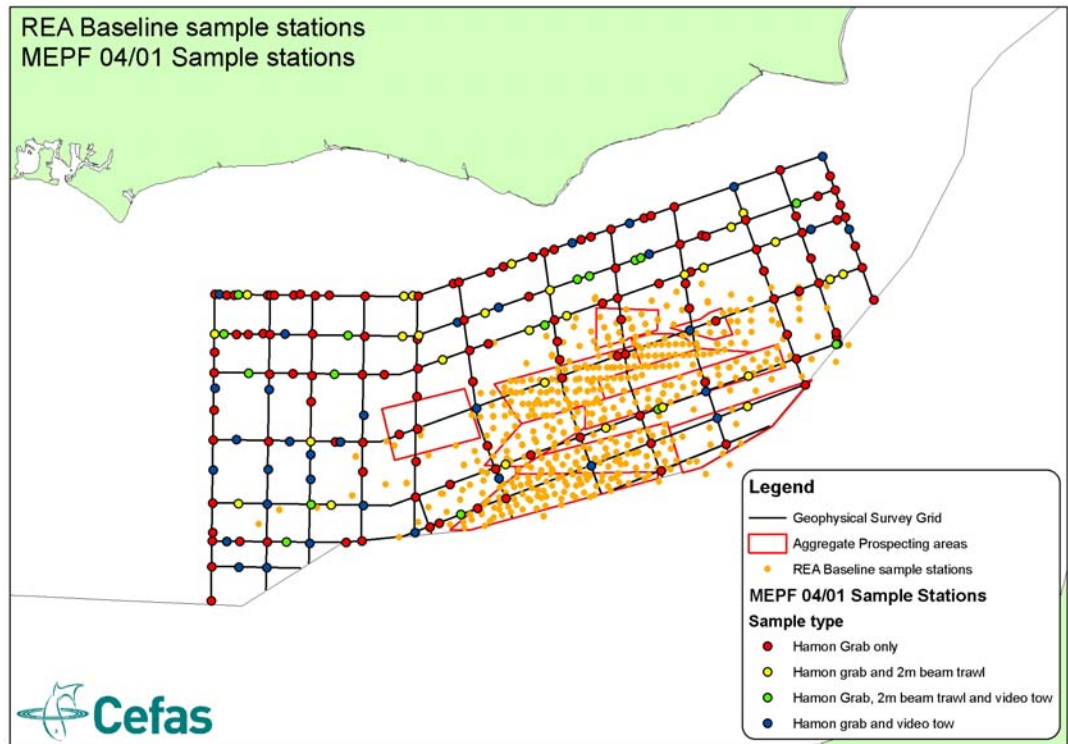 REA Baseline sample stations
MEPF 04/01 Sample stations
Legend
Geophysical Survey Grid
Aggregate Prospecting areas
REA Baseline sample stations
MEPF 04/01 Sample Stations
Sample type
Hamon Grab only
Hamon grab and 2m beam trawl
Hamon Grab, 2m beam trawl and video tow
Hamon grab and video tow
Cefas